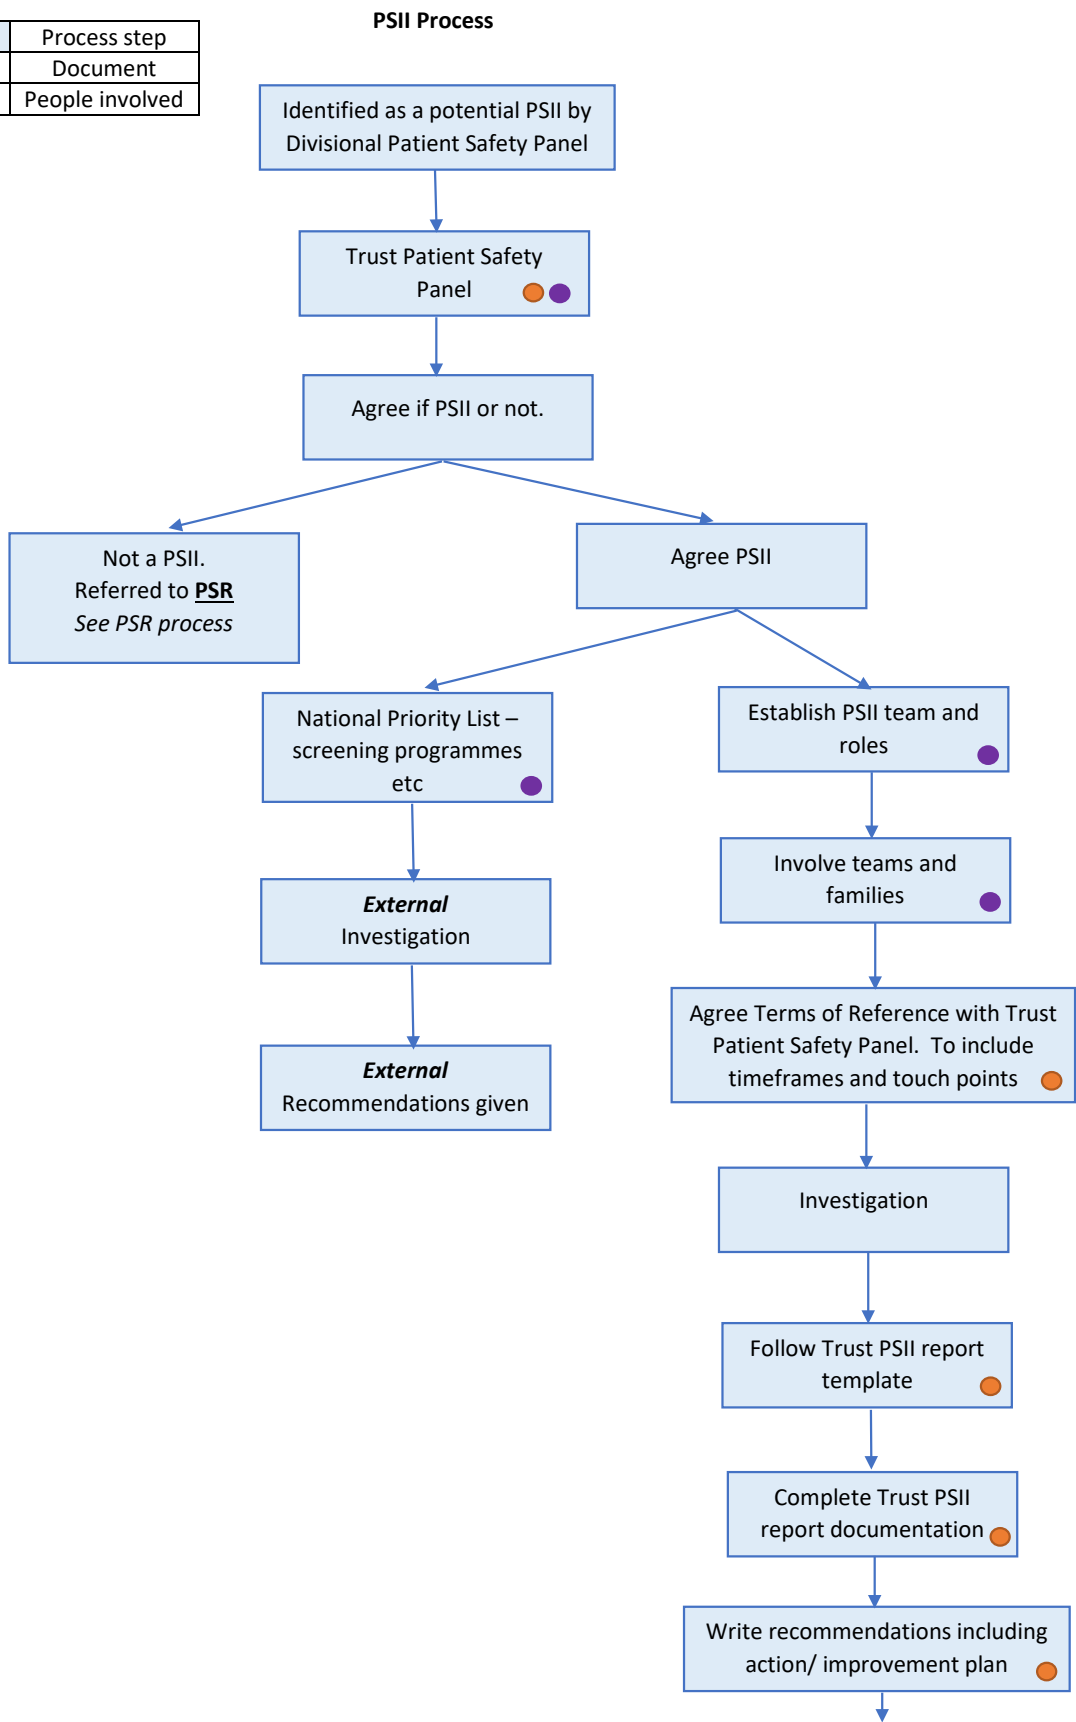 PSII Process
Process step
Document
People involved
Identified as a potential PSII by
Divisional Patient Safety Panel
Trust Patient Safety
Panel
Agree if PSII or not.
Not a PSII.
Referred to PSR
See PSR process
Agree PSII
National Priority List –
screening programmes
etc
External
Investigation
External
Recommendations given
Establish PSII team and
roles
Involve teams and
families
Agree Terms of Reference with Trust
Patient Safety Panel.  To include
timeframes and touch points
Investigation
Follow Trust PSII report
template
Complete Trust PSII
report documentation
Write recommendations including
action/ improvement plan